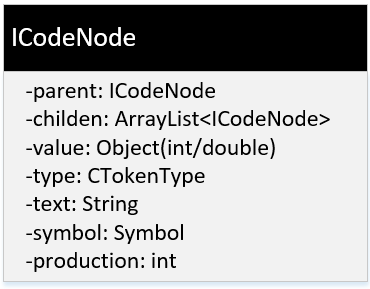 ICodeNode
-parent: ICodeNode
-childen: ArrayList<ICodeNode>
-value: Object(int/double)
-type: CTokenType
-text: String
-symbol: Symbol
-production: int